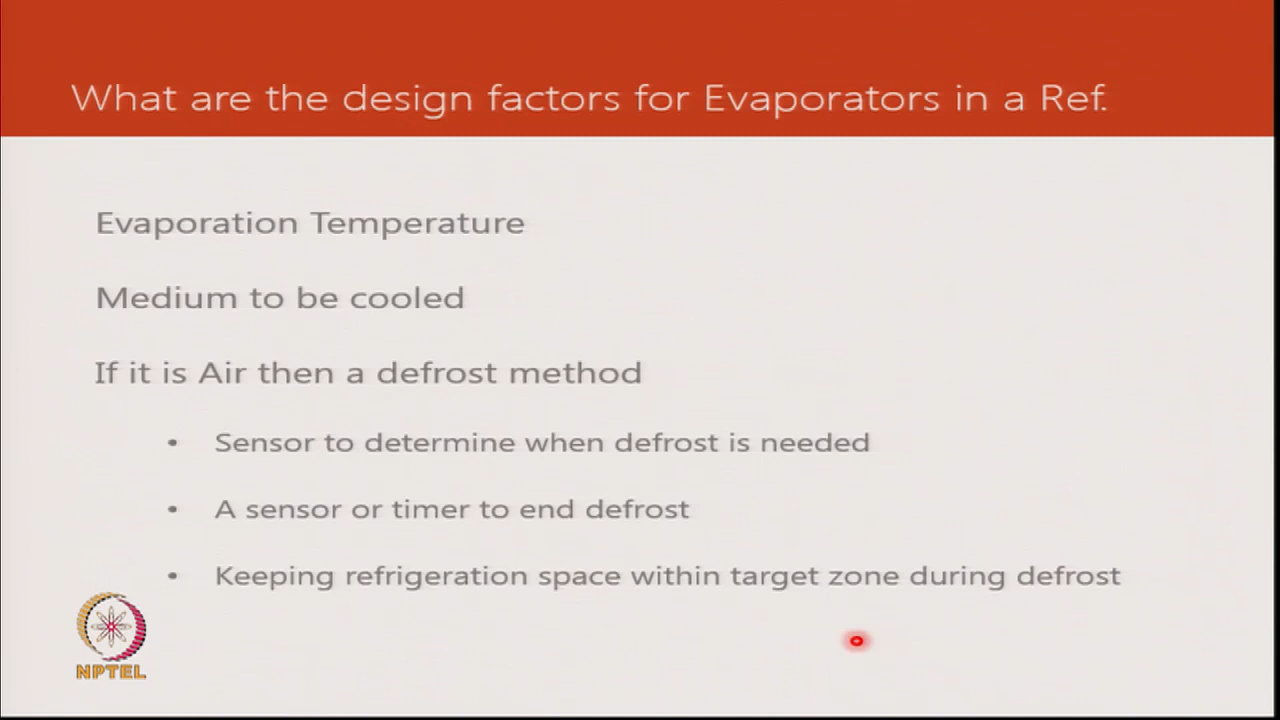 What are the design factors for Evaporators in a Ref.
Evaporation Temperature
Medium to be cooled
If it is Air then a defrost method
• Sensor to determine when defrost is needed
• A sensor or timer to end defrost
• Keeping refrigeration space within target zone during defrost
NPTEL